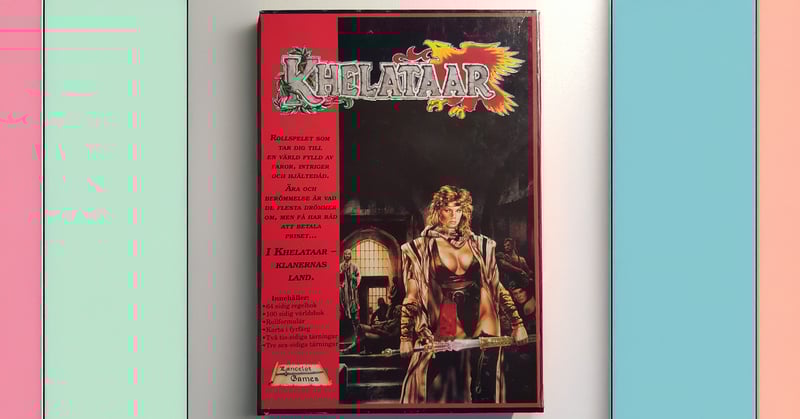 KHELATAAR
ROLLSPELET SOM
TAR DIG TILL
EN VÄRLD FYLLD AV
FAROR, INTRIGER
OCH HJÄLTEDÅD.
ÄRA OCH
BERÖMMELSE ÄR VAD
DE FLESTA DRÖMMER
OM, MEN FÅ HAR RÅD
ATT BETALA
PRISET...
I KHELATAAR –
KLANERNAS
LAND.
Innehåller:
•64 sidig regelbok
•100 sidig världsbok
•Rollformulär
•Karta i fyrfärg
•Två tio-sidiga tärningar
•Tre sex-sidiga tärningar
Lancelot
Games